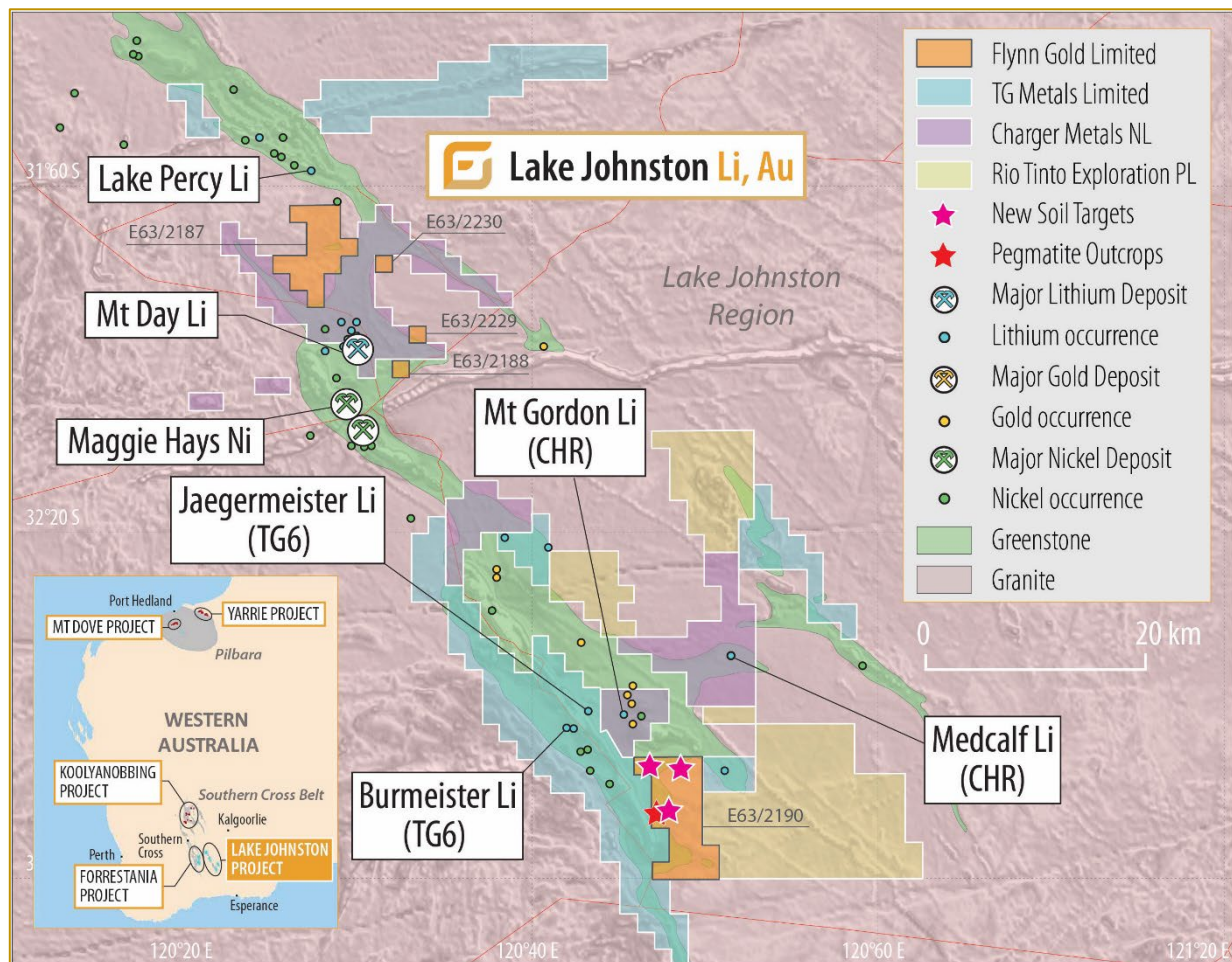 Lake Johnston Li, Au
Flynn Gold Limited
TG Metals Limited
Charger Metals NL
Rio Tinto Exploration PL
New Soil Targets
Pegmatite Outcrops
Major Lithium Deposit
Lithium occurrence
Major Gold Deposit
Gold occurrence
Major Nickel Deposit
Nickel occurrence
Greenstone
Granite
0
20 km
31°60 S
Lake Percy Li
E63/2187
E63/2230
Lake Johnston
Region
Mt Day Li
E63/2229
E63/2188
Maggie Hays Ni
Mt Gordon Li
(CHR)
Jaegermeister Li
(TG6)
32°20 S
Medcalf Li
(CHR)
Burmeister Li
(TG6)
E63/2190
Port Hedland
YARRIE PROJECT
MT DOVE PROJECT
Pilbara
WESTERN
AUSTRALIA
KOOLYANOBBING
PROJECT
Southern Cross Belt
Kalgoorlie
Southern
Cross
Perth
LAKE JOHNSTON
PROJECT
FORRESTANIA
PROJECT
Esperance
120°20 E
120°40 E
120°60 E
121°20 E